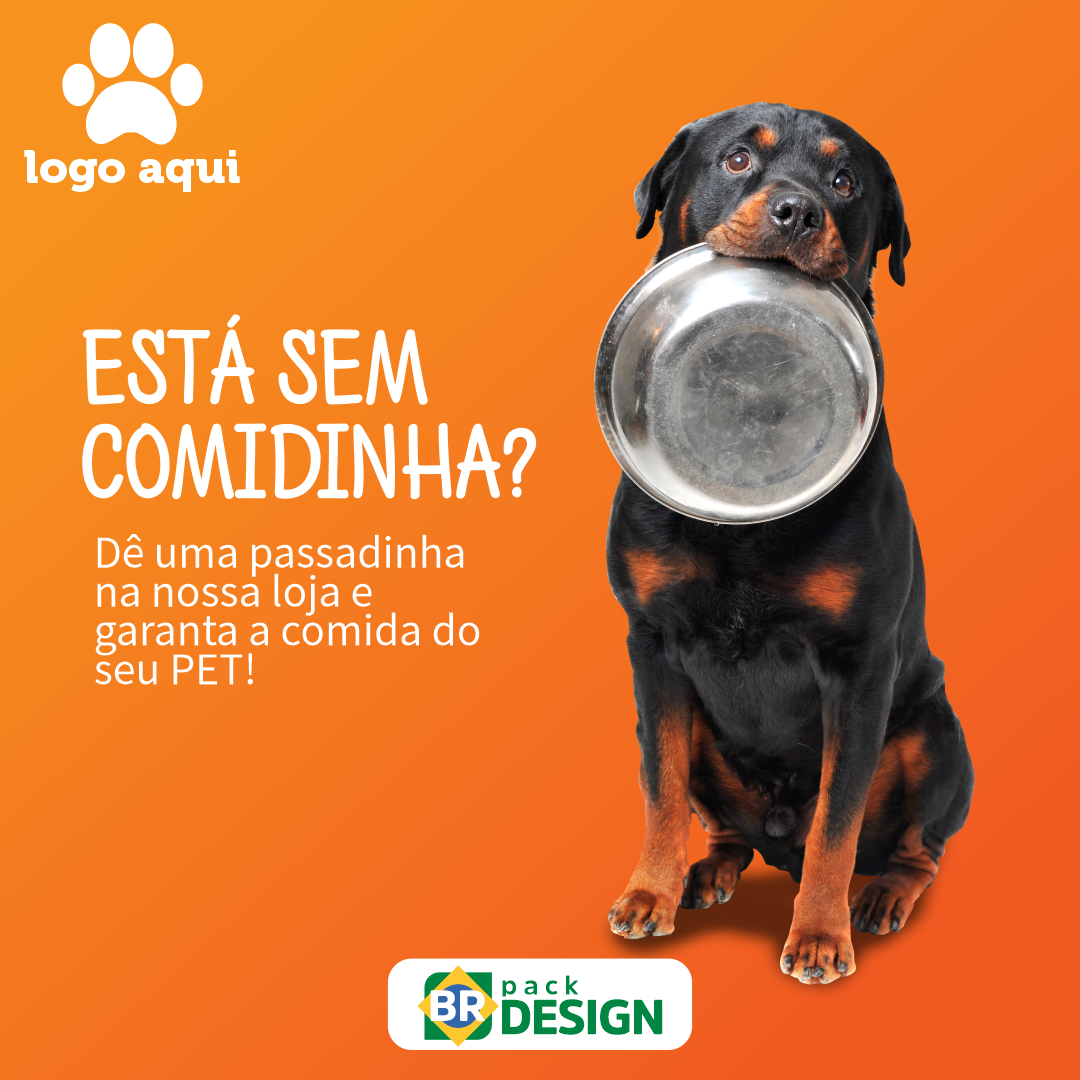 logo aqui
ESTÁ SEM
COMIDINHA?
Dê uma passadinha
na nossa loja e
garanta a comida do
seu PET!
BR
pack
DESIGN